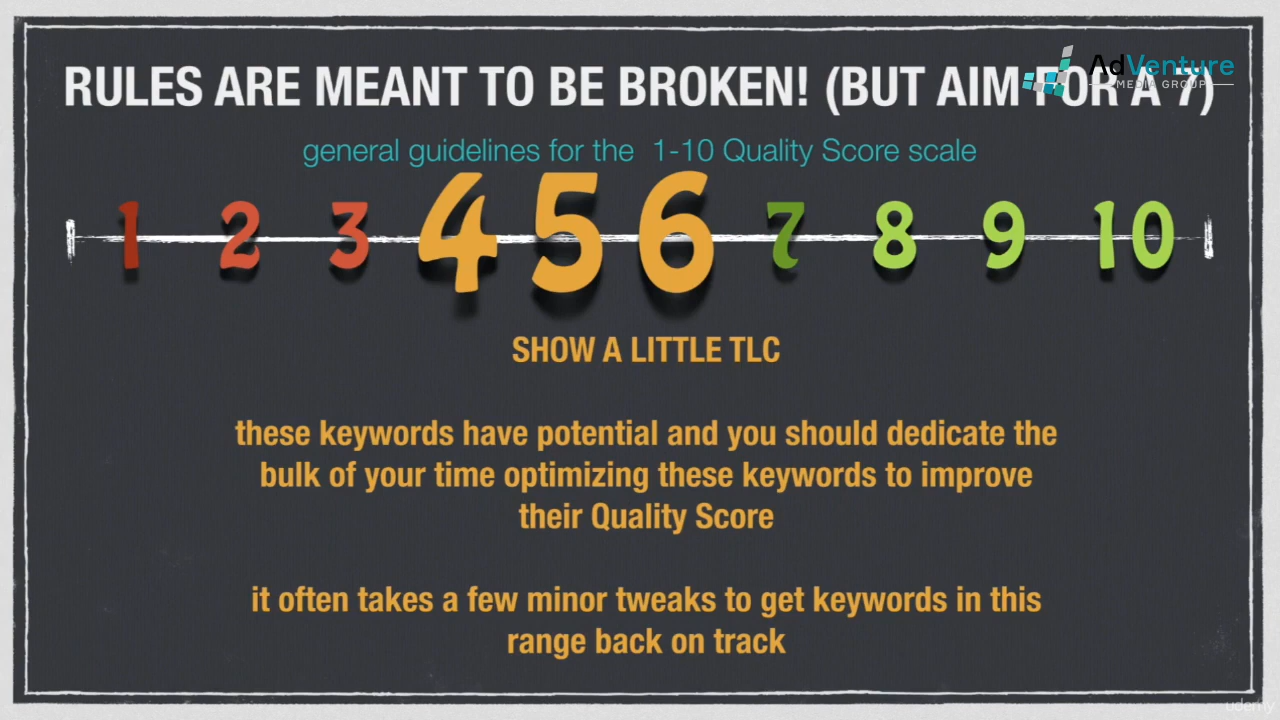 AdVenture
MEDIA GROUP
RULES ARE MEANT TO BE BROKEN! (BUT AIM FOR A 7)
general guidelines for the 1-10 Quality Score scale
1 2 3 4 5 6 7 8 9 10
SHOW A LITTLE TLC
these keywords have potential and you should dedicate the
bulk of your time optimizing these keywords to improve
their Quality Score
it often takes a few minor tweaks to get keywords in this
range back on track
udemy